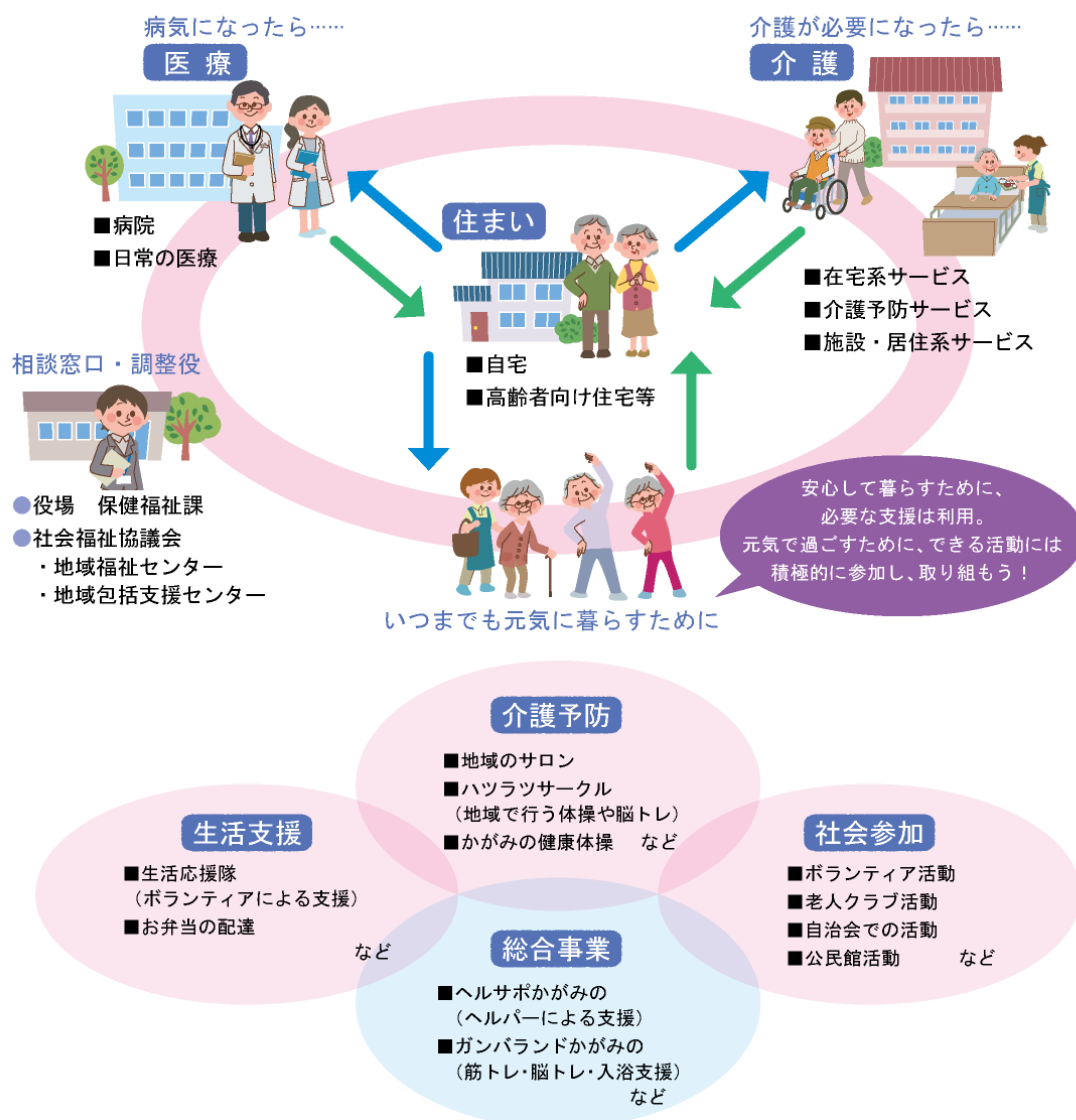 病気になったら……
医療
■病院
■日常の医療
介護が必要になったら……
介護
■在宅系サービス
■介護予防サービス
■施設・居住系サービス
住まい
■自宅
■高齢者向け住宅等
相談窓口・調整役
●役場　保健福祉課
●社会福祉協議会
・地域福祉センター
・地域包括支援センター
安心して暮らすために、
必要な支援は利用。
元気で過ごすために、できる活動には
積極的に参加し、取り組もう！
いつまでも元気に暮らすために
介護予防
■地域のサロン
■ハツラツサークル
（地域で行う体操や脳トレ）
■かがみの健康体操　など
生活支援
■生活応援隊
（ボランティアによる支援）
■お弁当の配達
など
社会参加
■ボランティア活動
■老人クラブ活動
■自治会での活動
■公民館活動　など
総合事業
■ヘルサポかがみの
（ヘルパーによる支援）
■ガンバランドかがみの
（筋トレ・脳トレ・入浴支援）
など